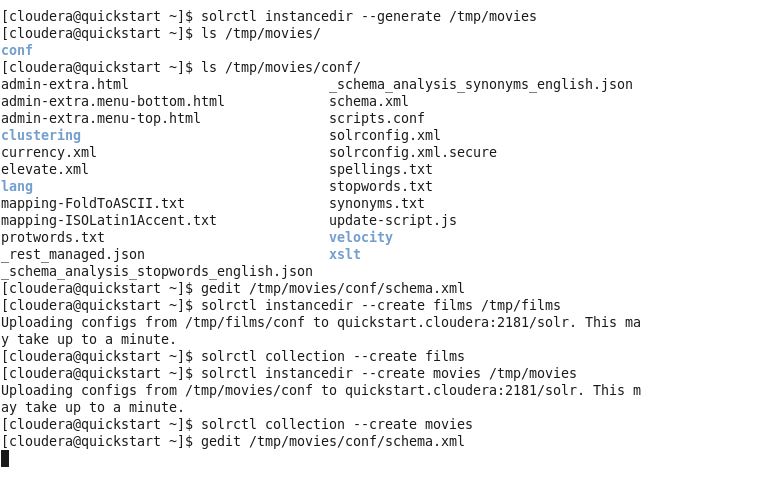 [cloudera@quickstart ~]$ solrctl instancedir --generate /tmp/movies
[cloudera@quickstart ~]$ ls /tmp/movies/
conf
[cloudera@quickstart ~]$ ls /tmp/movies/conf/
admin-extra.html                         _schema_analysis_synonyms_english.json
admin-extra.menu-bottom.html             schema.xml
admin-extra.menu-top.html                scripts.conf
clustering                               solrconfig.xml
currency.xml                             solrconfig.xml.secure
elevate.xml                              spellings.txt
lang                                     stopwords.txt
mapping-FoldToASCII.txt                  synonyms.txt
mapping-ISOLatin1Accent.txt              update-script.js
protwords.txt                            velocity
_rest_managed.json                       xslt
_schema_analysis_stopwords_english.json
[cloudera@quickstart ~]$ gedit /tmp/movies/conf/schema.xml
[cloudera@quickstart ~]$ solrctl instancedir --create films /tmp/films
Uploading configs from /tmp/films/conf to quickstart.cloudera:2181/solr. This ma
y take up to a minute.
[cloudera@quickstart ~]$ solrctl collection --create films
[cloudera@quickstart ~]$ solrctl instancedir --create movies /tmp/movies
Uploading configs from /tmp/movies/conf to quickstart.cloudera:2181/solr. This m
ay take up to a minute.
[cloudera@quickstart ~]$ solrctl collection --create movies
[cloudera@quickstart ~]$ gedit /tmp/movies/conf/schema.xml